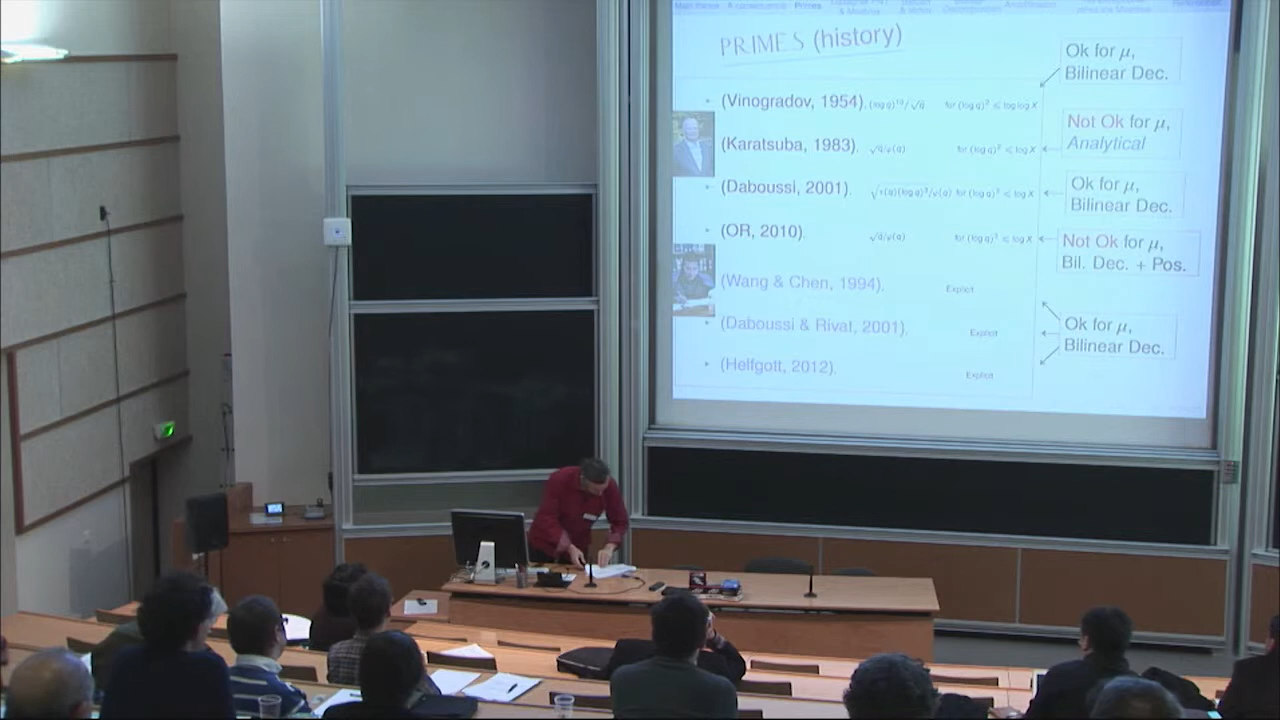 Primes
PRIMES (history)
Ok for μ,
Bilinear Dec.
(Vinogradov, 1954). (log q)¹⁰/√q for (log q)² ≤ log log X
Not Ok for μ,
Analytical
(Karatsuba, 1983). √q/φ(q) for (log q)² ≤ log X
Ok for μ,
Bilinear Dec.
(Daboussi, 2001). for (log q)² ≤ log X
(OR, 2010). √q/φ(q) for (log q)² ≤ log X
Not Ok for μ,
Bil. Dec. + Pos.
(Wang & Chen, 1994). Explicit
(Daboussi & Rivat, 2001). Explicit
Ok for μ,
Bilinear Dec.
(Helfgott, 2012). Explicit